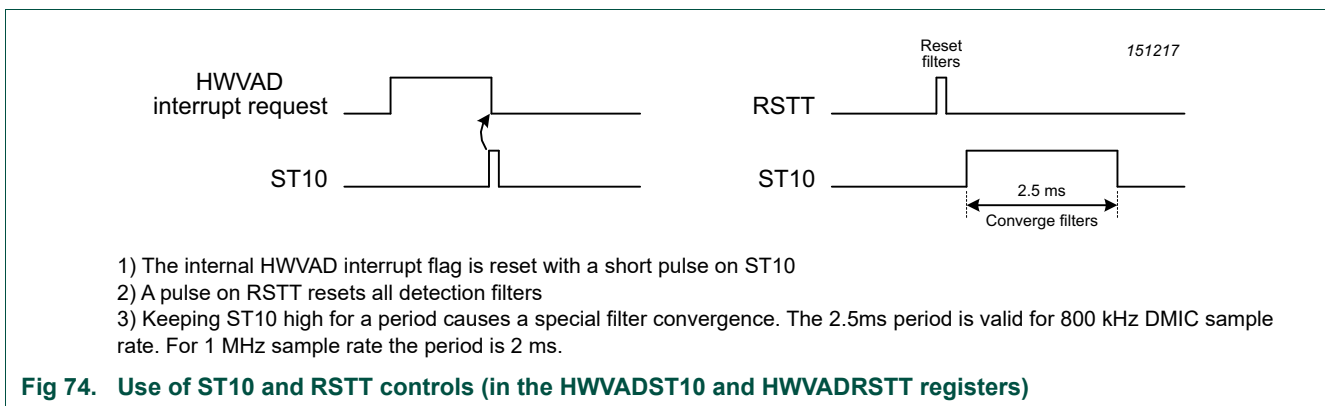 HWVAD
interrupt request
ST10
Reset
filters
151217
RSTT
ST10
2.5 ms
Converge filters
1) The internal HWVAD interrupt flag is reset with a short pulse on ST10
2) A pulse on RSTT resets all detection filters
3) Keeping ST10 high for a period causes a special filter convergence. The 2.5ms period is valid for 800 kHz DMIC sample
rate. For 1 MHz sample rate the period is 2 ms.
Fig 74. Use of ST10 and RSTT controls (in the HWVADST10 and HWVADRSTT registers)